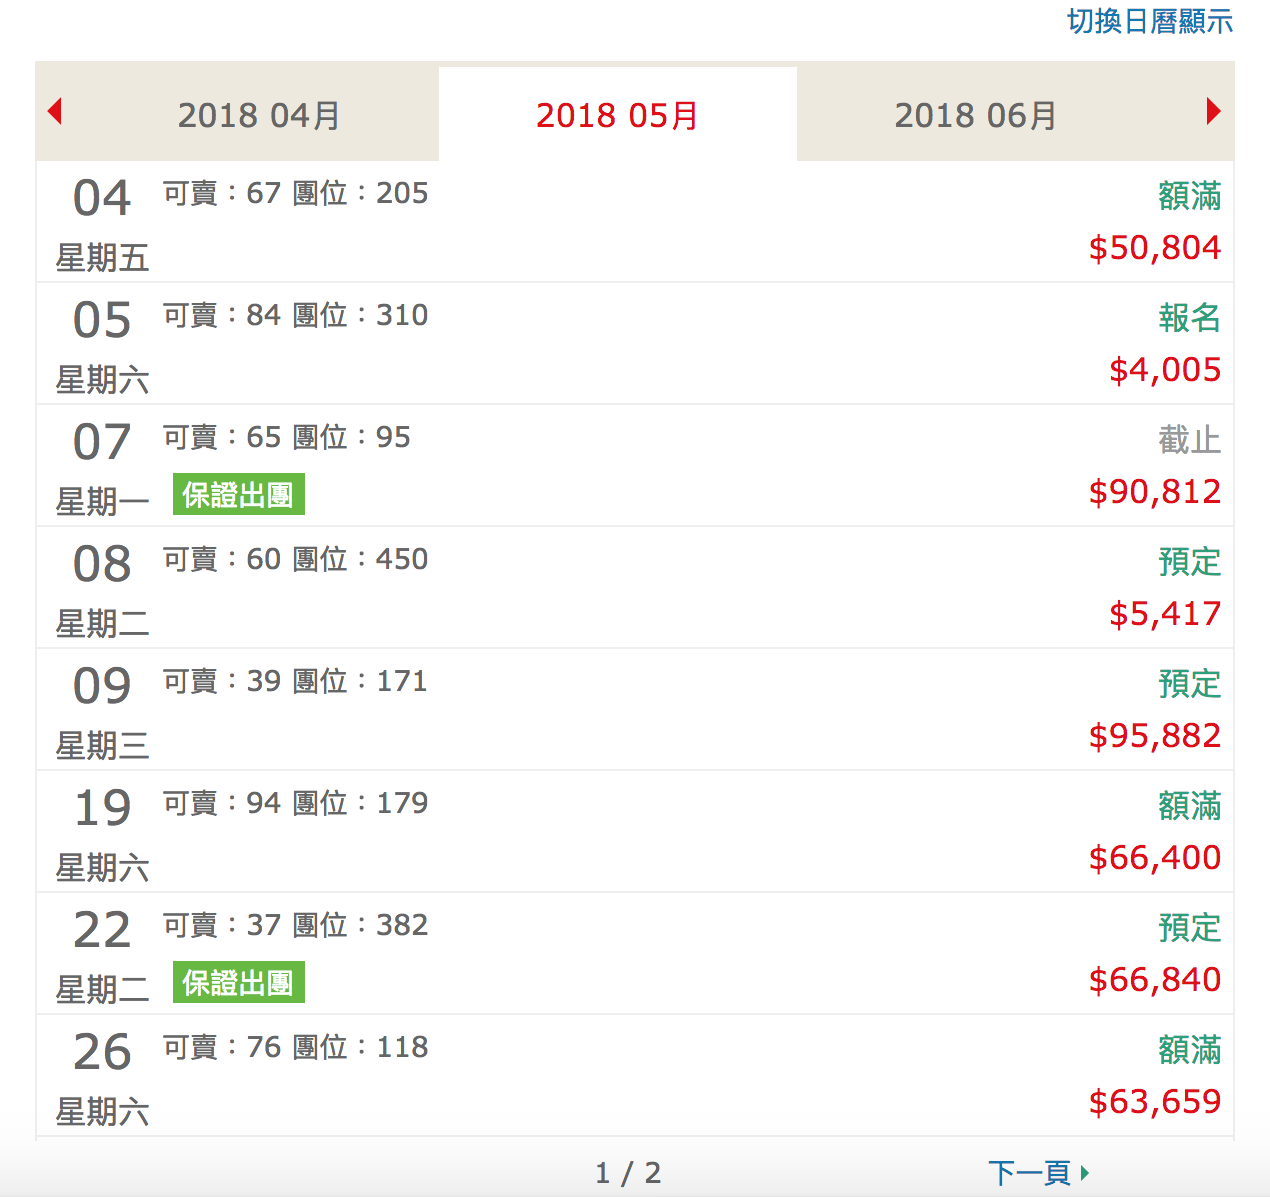 切換日曆顯示
2018 04月 2018 05月 2018 06月
04 可賣：67 團位：205 額滿
星期五 $50,804
05 可賣：84 團位：310 報名
星期六 $4,005
07 可賣：65 團位：95 截止
星期一 保證出團 $90,812
08 可賣：60 團位：450 預定
星期二 $5,417
09 可賣：39 團位：171 預定
星期三 $95,882
19 可賣：94 團位：179 額滿
星期六 $66,400
22 可賣：37 團位：382 預定
星期二 保證出團 $66,840
26 可賣：76 團位：118 額滿
星期六 $63,659
1 / 2 下一頁